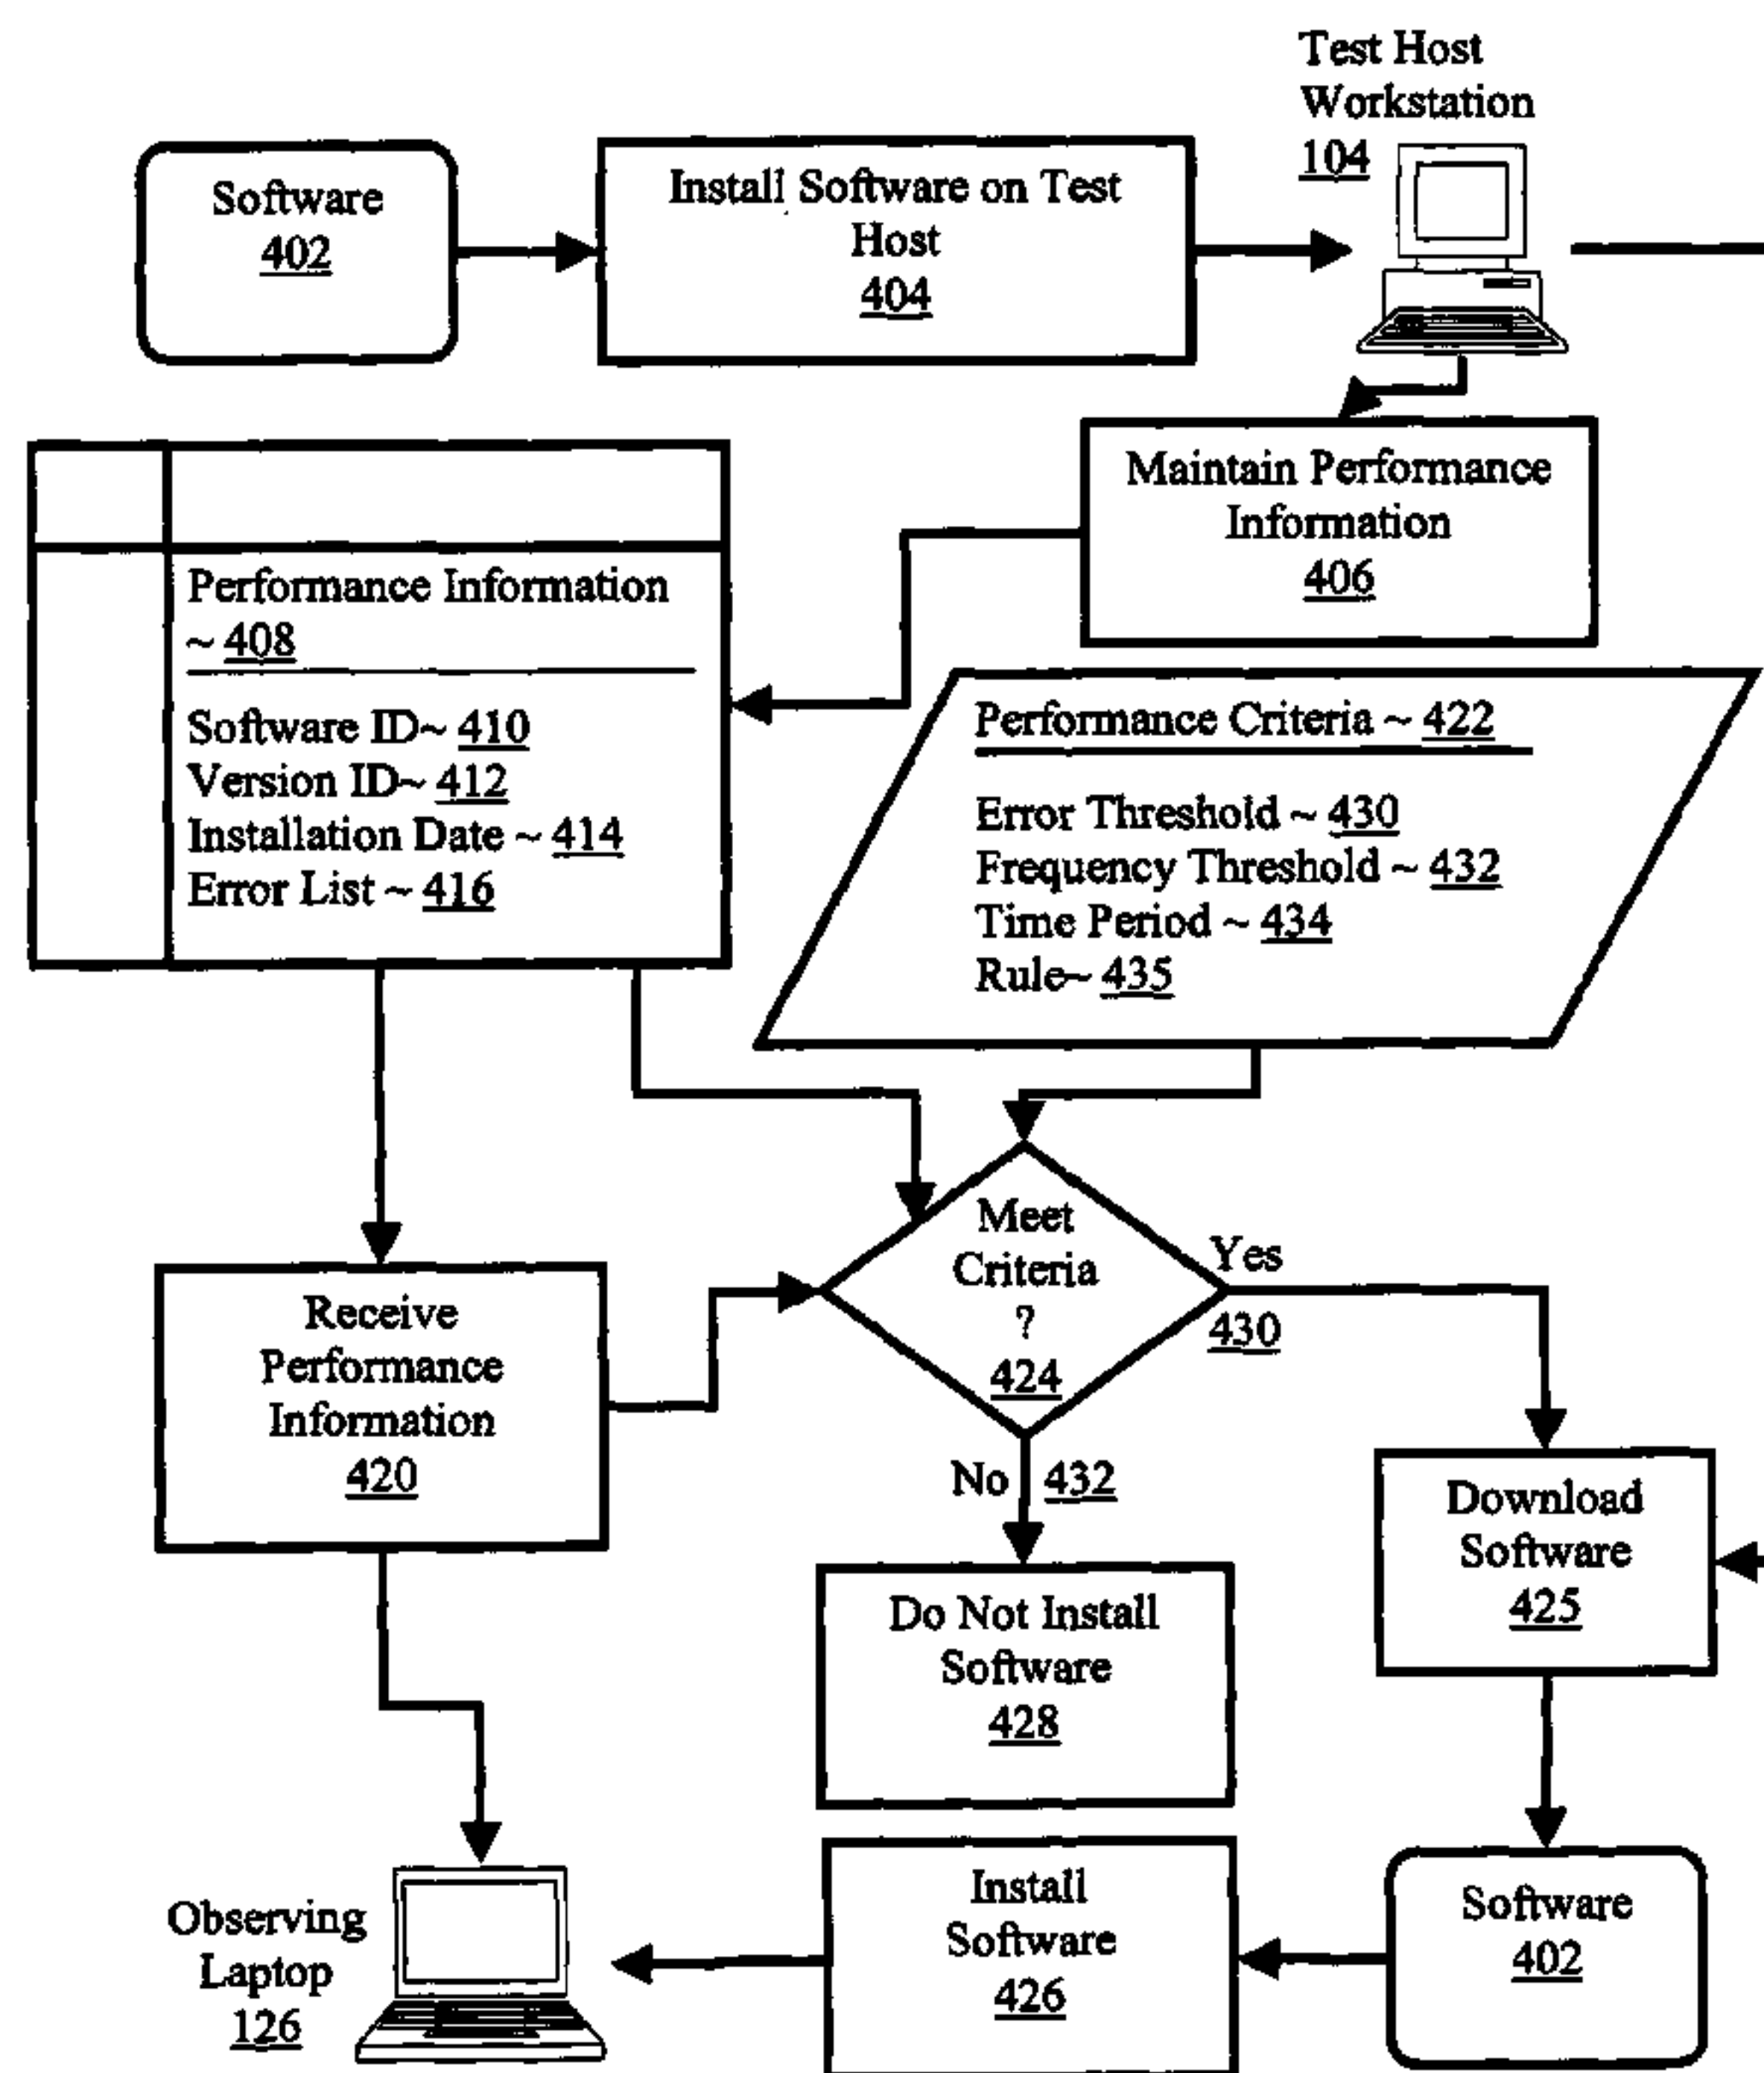 Test Host
Workstation
104
Software
402
Install Software on Test
Host
404
Maintain Performance
Information
406
Performance Information
~ 408
Software ID~ 410
Version ID~ 412
Installation Date ~ 414
Error List ~ 416
Performance Criteria ~ 422
Error Threshold ~ 430
Frequency Threshold ~ 432
Time Period ~ 434
Rule~ 435
Meet
Criteria
?
424
Yes
430
No 432
Receive
Performance
Information
420
Download
Software
425
Do Not Install
Software
428
Observing
Laptop
126
Install
Software
426
Software
402